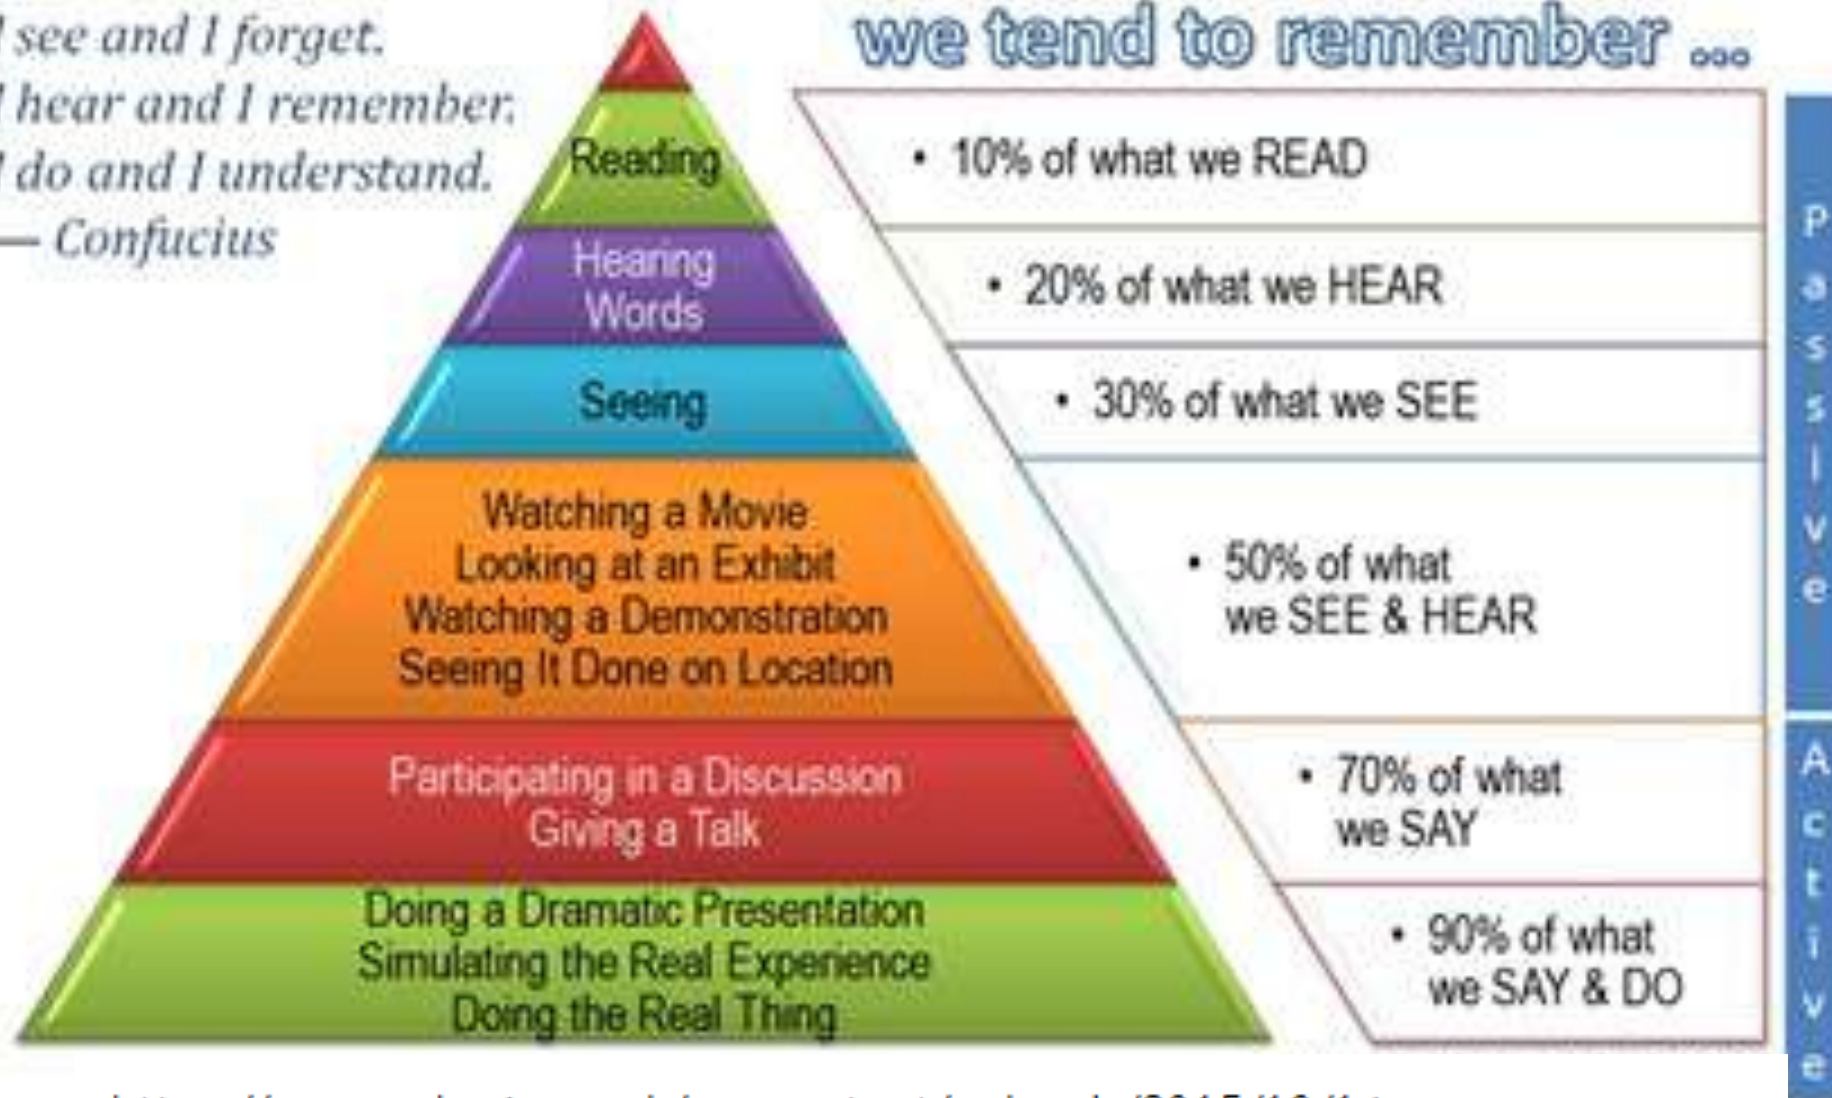 I see and I forget.
I hear and I remember.
I do and I understand.
— Confucius
we tend to remember ...
Reading
Hearing
Words
Seeing
Watching a Movie
Looking at an Exhibit
Watching a Demonstration
Seeing It Done on Location
Participating in a Discussion
Giving a Talk
Doing a Dramatic Presentation
Simulating the Real Experience
Doing the Real Thing
• 10% of what we READ
• 20% of what we HEAR
• 30% of what we SEE
• 50% of what
we SEE & HEAR
• 70% of what
we SAY
• 90% of what
we SAY & DO
Passive
Active